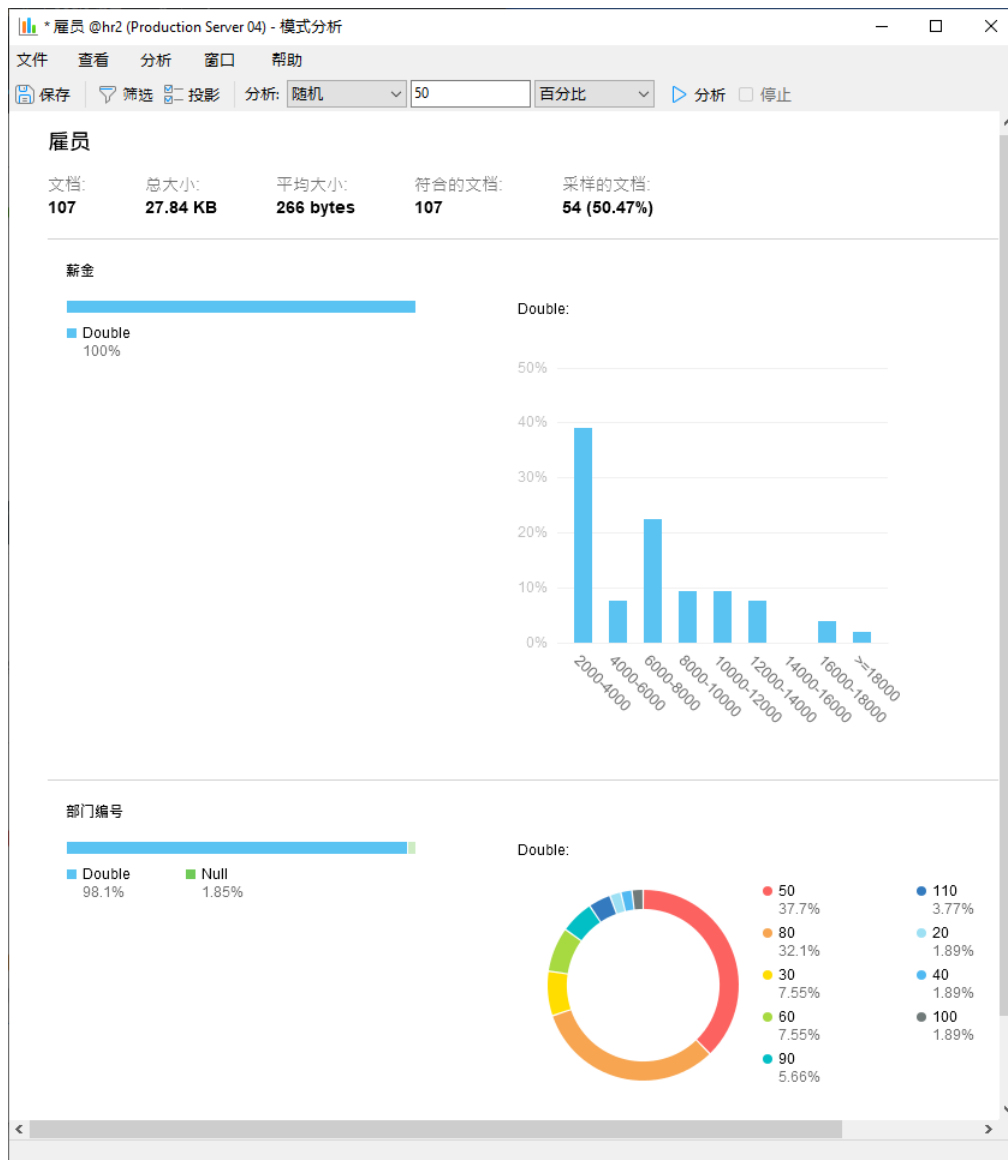 * 雇员 @hr2 (Production Server 04) - 模式分析
文件 查看 分析 窗口 帮助
保存 筛选 投影 分析: 随机 50 百分比 分析 停止
雇员
文档: 总大小: 平均大小: 符合的文档: 采样的文档:
107 27.84 KB 266 bytes 107 54 (50.47%)
薪金
Double
100%
Double:
50%
40%
30%
20%
10%
0%
2000-4000 4000-6000 6000-8000 8000-10000 10000-12000 12000-14000 14000-16000 16000-18000 >=18000
部门编号
Double Null
98.1% 1.85%
Double:
50 110
37.7% 3.77%
80 20
32.1% 1.89%
30 40
7.55% 1.89%
60 100
7.55% 1.89%
90
5.66%